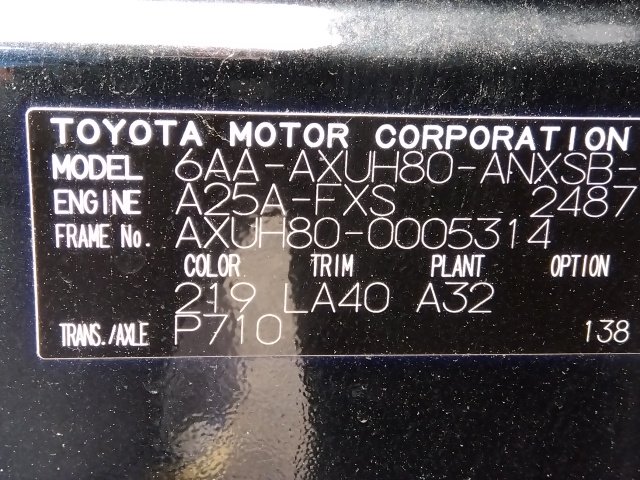 TOYOTA MOTOR CORPORATION
MODEL 6AA-AXUH80-ANXSB-
ENGINE A25A-FXS 2487
FRAME No. AXUH80-0005314
COLOR TRIM PLANT OPTION
219 LA40 A32
TRANS./AXLE P710 138